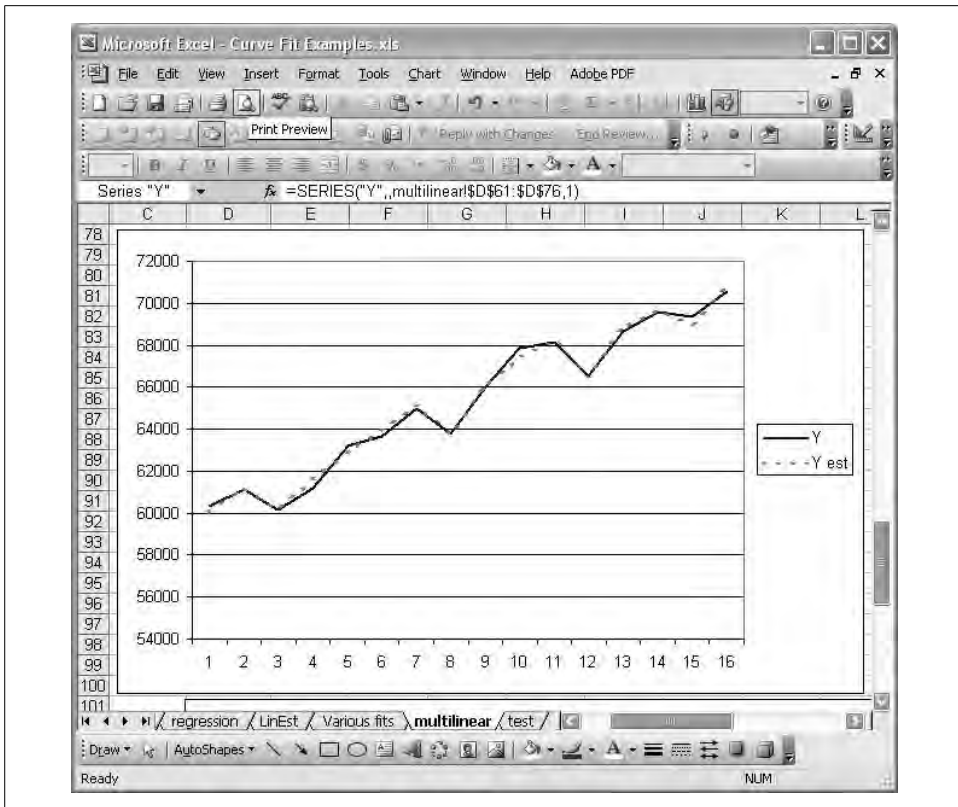 Microsoft Excel - Curve Fit Examples.xls
File Edit View Insert Format Tools Chart Window Help Adobe PDF
Print Preview
Reply with Changes... End Review...
Series "Y" fx =SERIES("Y",,multilinear!$D$61:$D$76,1)
C D E F G H I J K L
78
79
80
81
82
83
84
85
86
87
88
89
90
91
92
93
94
95
96
97
98
99
100
101
72000
70000
68000
66000
64000
62000
60000
58000
56000
54000
1 2 3 4 5 6 7 8 9 10 11 12 13 14 15 16
Y
Y est
regression LinEst Various fits multilinear test
Draw AutoShapes
Ready NUM